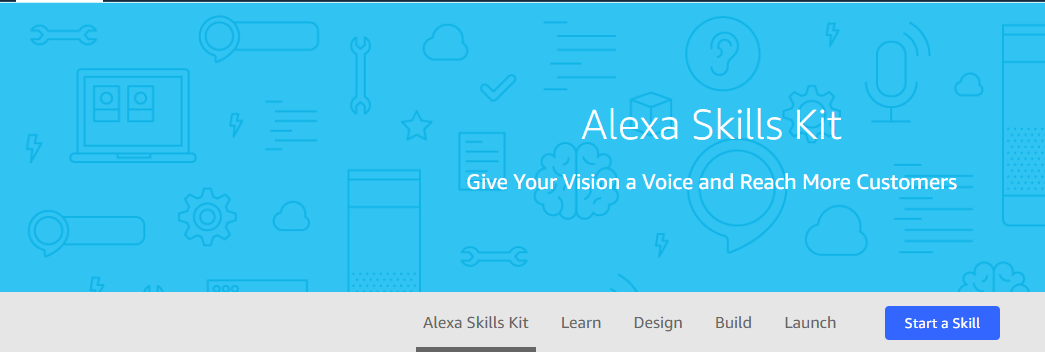 Alexa Skills Kit
Give Your Vision a Voice and Reach More Customers
Alexa Skills Kit Learn Design Build Launch Start a Skill